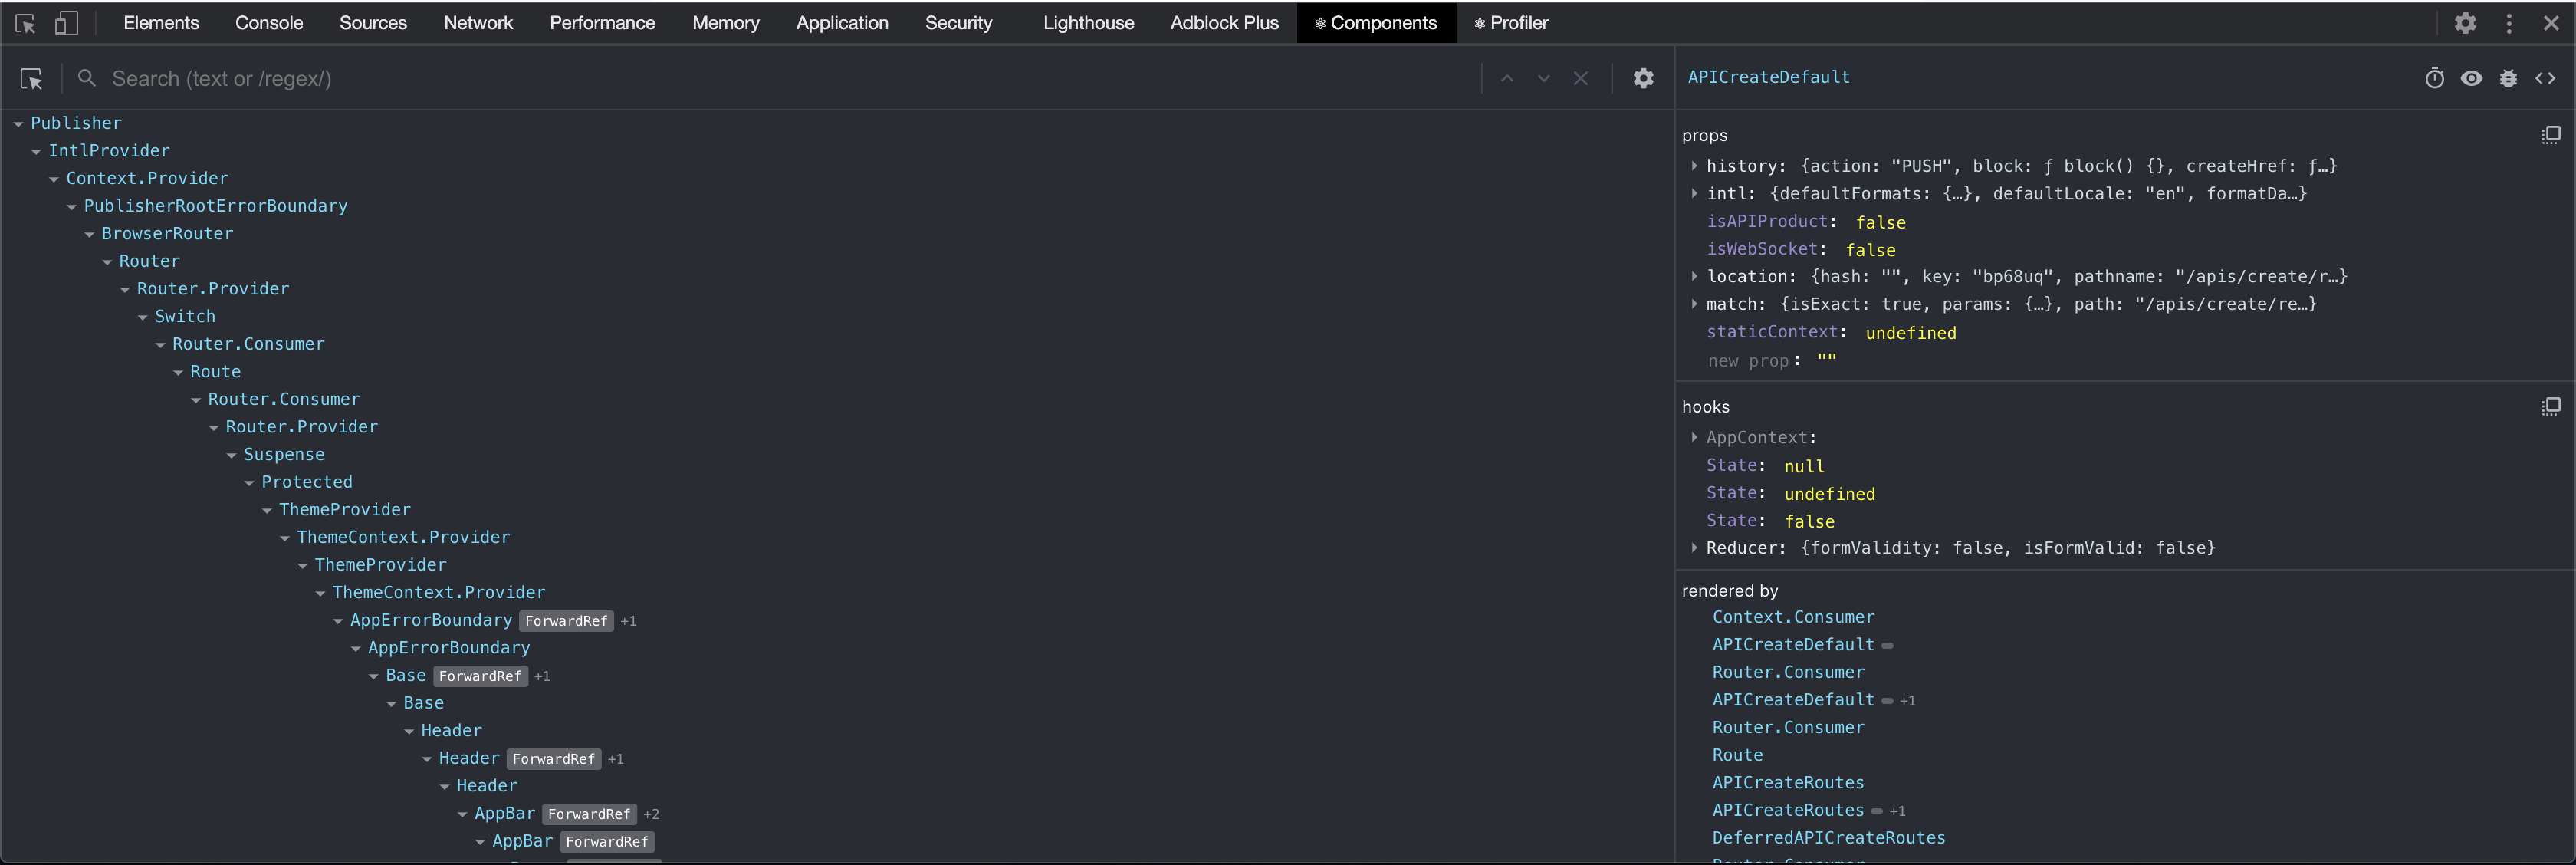 Elements Console Sources Network Performance Memory Application Security Lighthouse Adblock Plus Components Profiler
Search (text or /regex/)
Publisher
IntlProvider
Context.Provider
PublisherRootErrorBoundary
BrowserRouter
Router
Router.Provider
Switch
Router.Consumer
Route
Router.Consumer
Router.Provider
Suspense
Protected
ThemeProvider
ThemeContext.Provider
ThemeProvider
ThemeContext.Provider
AppErrorBoundary ForwardRef +1
AppErrorBoundary
Base ForwardRef +1
Base
Header
Header ForwardRef +1
Header
AppBar ForwardRef +2
AppBar ForwardRef
APICreateDefault
props
history: {action: "PUSH", block: ƒ block() {}, createHref: ƒ…}
intl: {defaultFormats: {…}, defaultLocale: "en", formatDa…}
isAPIProduct: false
isWebSocket: false
location: {hash: "", key: "bp68uq", pathname: "/apis/create/r…}
match: {isExact: true, params: {…}, path: "/apis/create/re…}
staticContext: undefined
new prop: ""
hooks
AppContext:
State: null
State: undefined
State: false
Reducer: {formValidity: false, isFormValid: false}
rendered by
Context.Consumer
APICreateDefault
Router.Consumer
APICreateDefault +1
Router.Consumer
Route
APICreateRoutes
APICreateRoutes +1
DeferredAPICreateRoutes